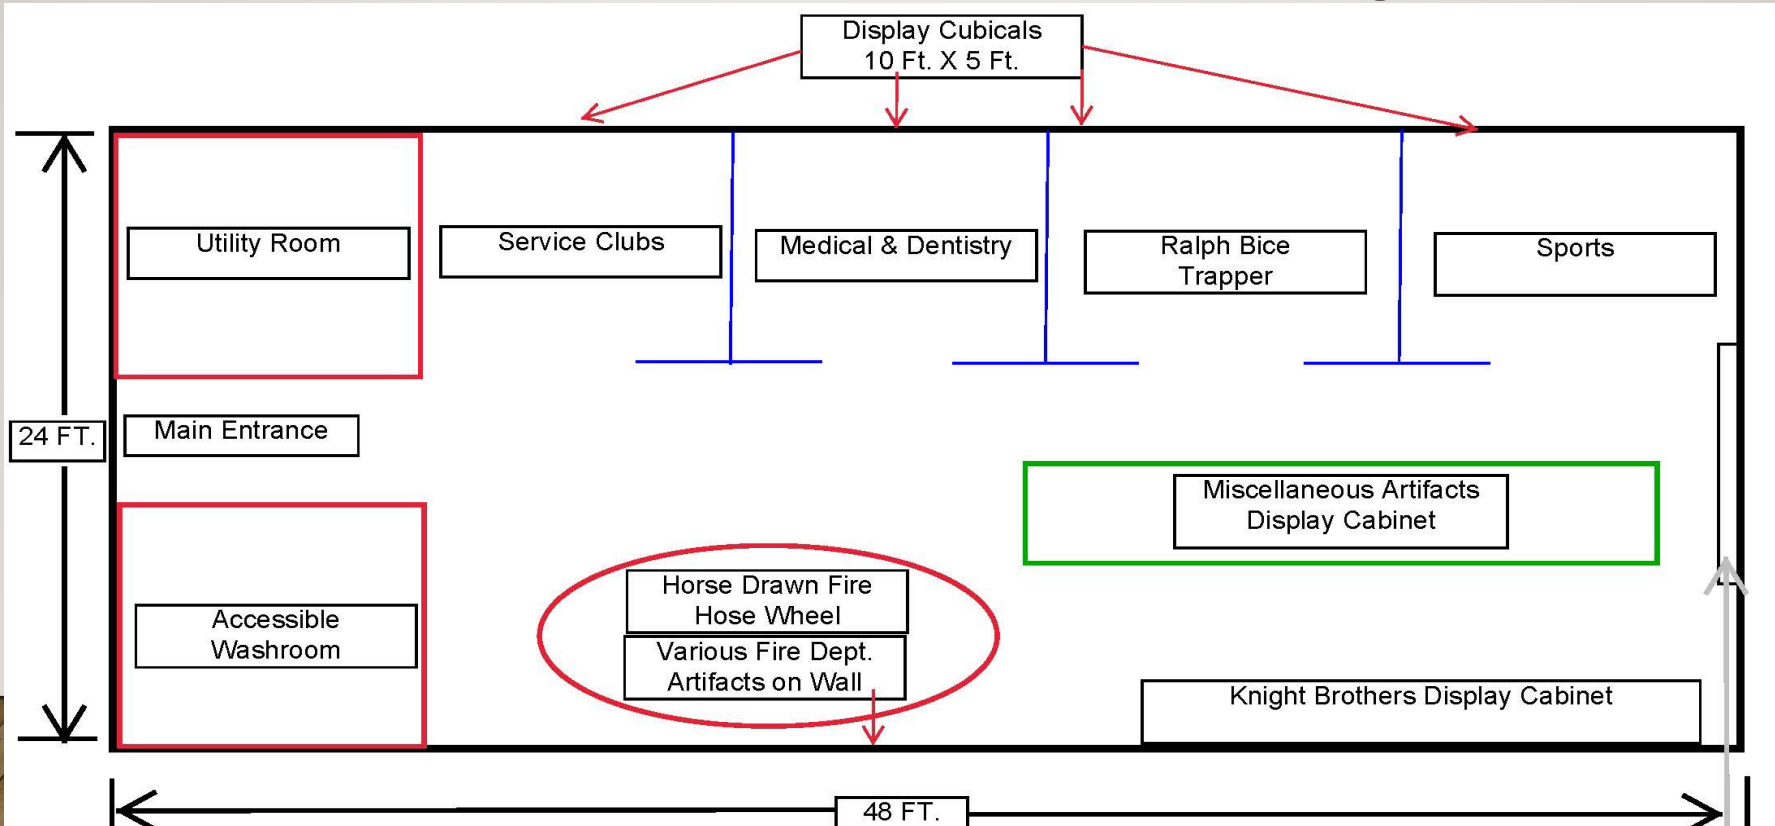 Display Cubicals
10 Ft. X 5 Ft.
Utility Room
Service Clubs
Medical & Dentistry
Ralph Bice
Trapper
Sports
24 FT.
Main Entrance
Miscellaneous Artifacts
Display Cabinet
Horse Drawn Fire
Hose Wheel
Accessible
Washroom
Various Fire Dept.
Artifacts on Wall
Knight Brothers Display Cabinet
48 FT.